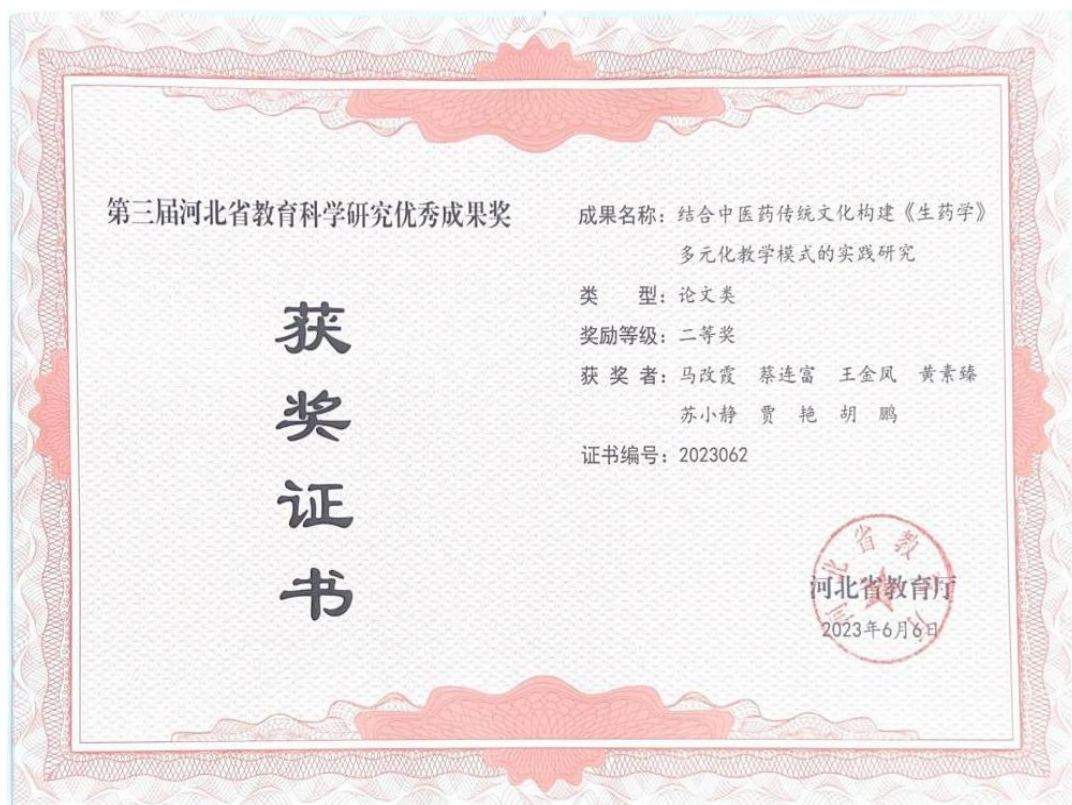 第三届河北省教育科学研究优秀成果奖
获
奖
证
书
成果名称：结合中医药传统文化构建《生药学》
多元化教学模式的实践研究
类 型：论文类
奖励等级：二等奖
获 奖 者：马改霞 蔡连富 王金凤 黄素臻
苏小静 贾 艳 胡 鹏
证书编号：2023062
河北省教育厅
2023年6月6日